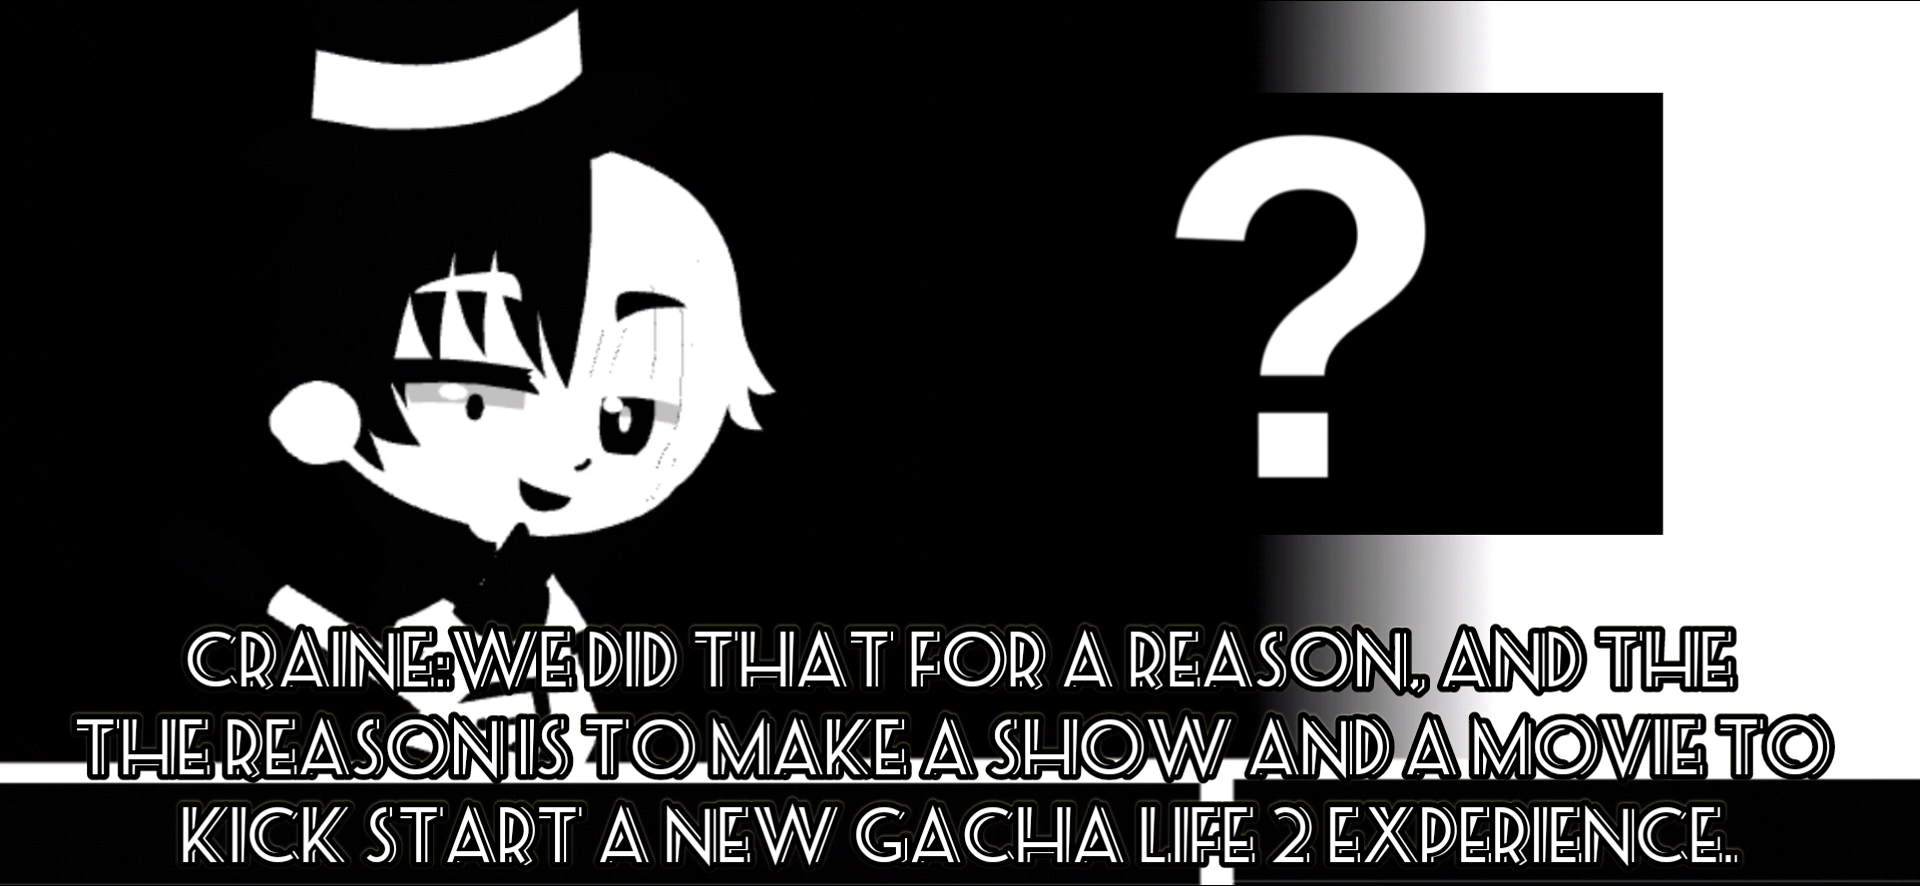 ?
CRAINE: WE DID THAT FOR A REASON, AND THE
THE REASON IS TO MAKE A SHOW AND A MOVIE TO
KICK START A NEW GACHA LIFE 2 EXPERIENCE.